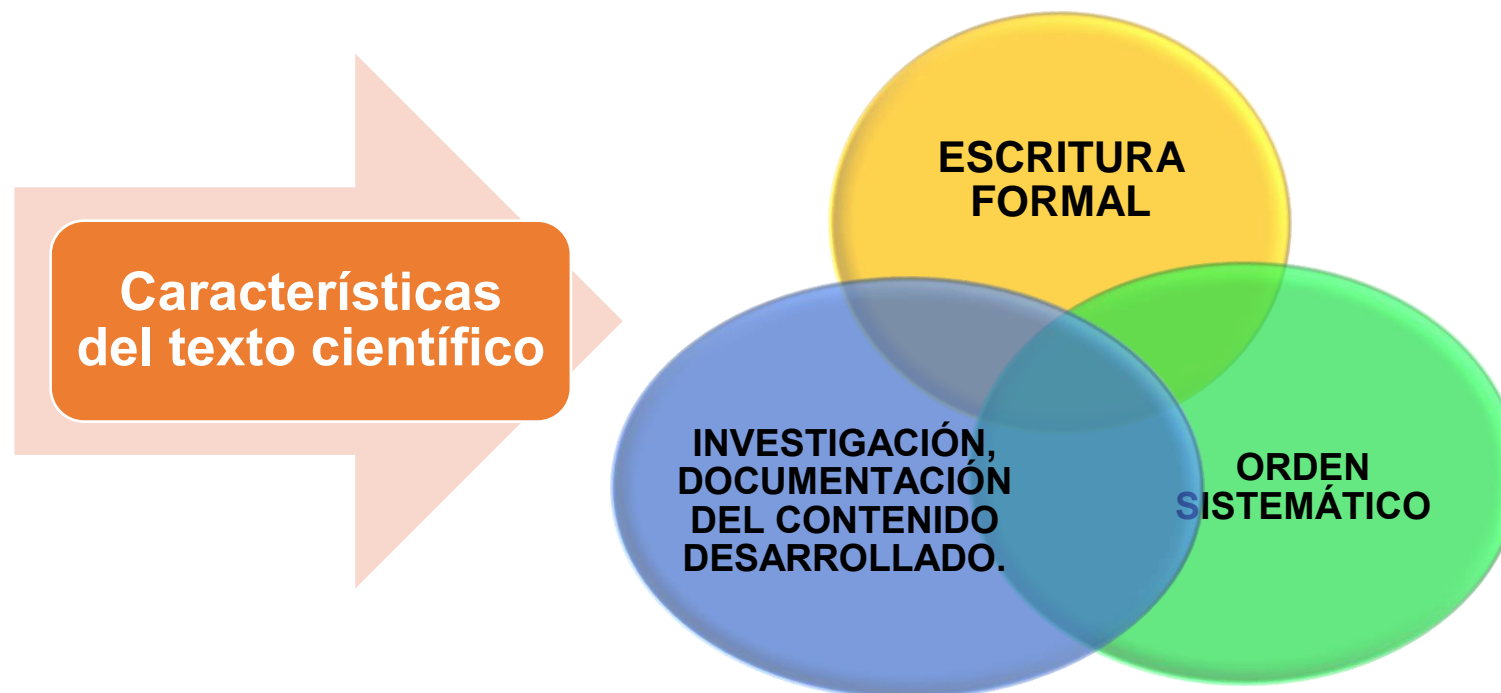 Características
del texto científico
ESCRITURA
FORMAL
INVESTIGACIÓN,
DOCUMENTACIÓN
DEL CONTENIDO
DESARROLLADO.
ORDEN
SISTEMÁTICO